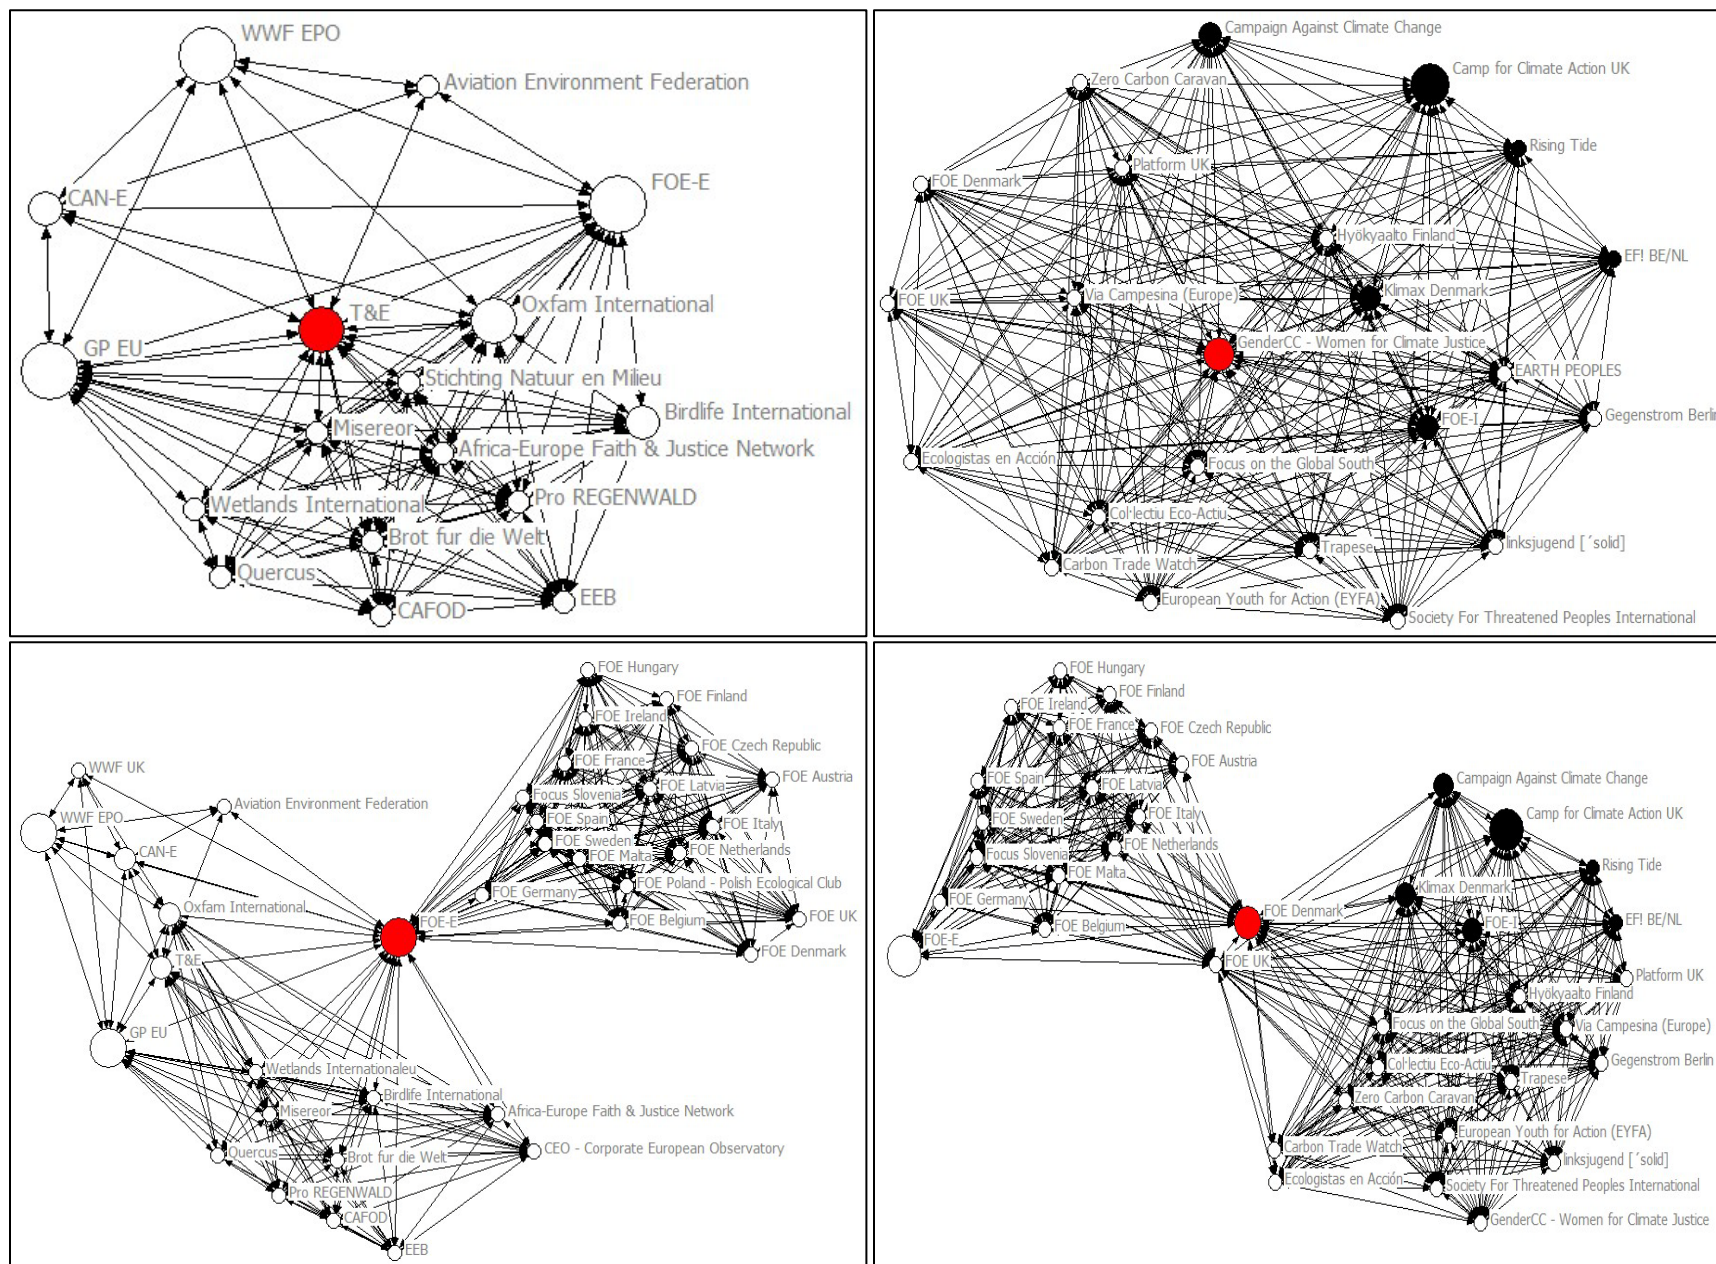 WWF EPO
Aviation Environment Federation
FOE-E
CAN-E
Oxfam International
T&E
GP EU
Stichting Natuur en Milieu
Birdlife International
Misereor
Africa-Europe Faith & Justice Network
Wetlands International
Pro REGENWALD
Brot fur die Welt
Quercus
EEB
CAFOD
Campaign Against Climate Change
Camp for Climate Action UK
Zero Carbon Caravan
Rising Tide
Platform UK
FOE Denmark
Hyökyaalto Finland
EF! BE/NL
Klimax Denmark
Via Campesina (Europe)
FOE UK
GenderCC - Women for Climate Justice
EARTH PEOPLES
FOE-I
Gegenstrom Berlin
Ecologistas en Acción
Focus on the Global South
Col·lectiu Eco-Actiu
Trapese
linksjugend [´solid]
Carbon Trade Watch
European Youth for Action (EYFA)
Society For Threatened Peoples International
FOE Hungary
FOE Finland
FOE Ireland
FOE Czech Republic
FOE France
WWF UK
FOE Austria
FOE Latvia
Focus Slovenia
Aviation Environment Federation
WWF EPO
FOE Spain
FOE Italy
FOE Sweden
FOE Netherlands
CAN-E
FOE Malta
FOE Poland - Polish Ecological Club
FOE Germany
Oxfam International
FOE-E
FOE Belgium
FOE UK
FOE Denmark
T&E
GP EU
Wetlands Internationaleu
Birdlife International
Misereor
Africa-Europe Faith & Justice Network
Quercus
Brot fur die Welt
CEO - Corporate European Observatory
Pro REGENWALD
CAFOD
EEB
FOE Hungary
FOE Finland
FOE Ireland
FOE France
FOE Czech Republic
FOE Austria
FOE Spain
FOE Latvia
Campaign Against Climate Change
FOE Sweden
FOE Italy
Camp for Climate Action UK
FOE Netherlands
Focus Slovenia
Rising Tide
FOE Malta
Klimax Denmark
FOE Germany
FOE Denmark
FOE-I
EF! BE/NL
FOE Belgium
FOE-E
FOE UK
Platform UK
Hyökyaalto Finland
Focus on the Global South
Via Campesina (Europe)
Col·lectiu Eco-Actiu
Gegenstrom Berlin
Trapese
Zero Carbon Caravan
European Youth for Action (EYFA)
Carbon Trade Watch
linksjugend [´solid]
Ecologistas en Acción
Society For Threatened Peoples International
GenderCC - Women for Climate Justice